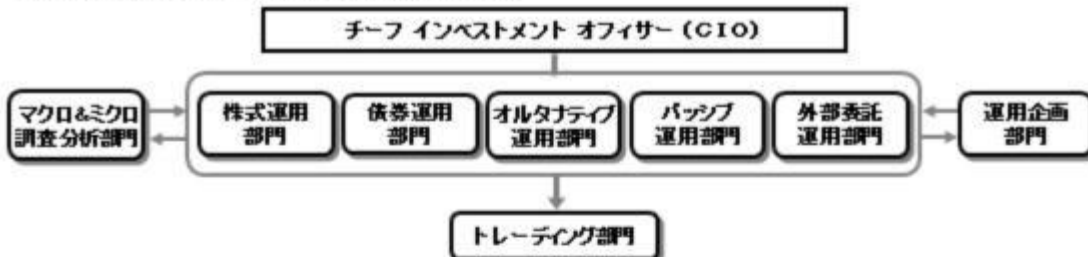 チーフ インベストメント オフィサー (CIO)
マクロ&ミクロ
調査分析部門
株式運用
部門
債券運用
部門
オルタナティブ
運用部門
パッシブ
運用部門
外部委託
運用部門
運用企画
部門
トレーディング部門